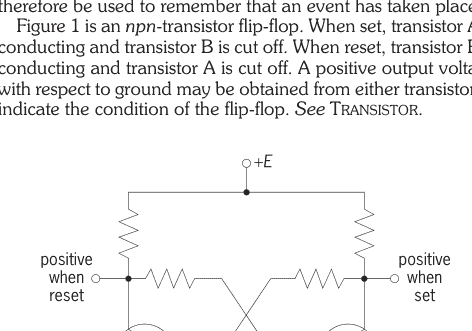 therefore be used to remember that an event has taken place
Figure 1 is an npn-transistor flip-flop. When set, transistor A
conducting and transistor B is cut off. When reset, transistor
conducting and transistor A is cut off. A positive output
with respect to ground may be obtained from either transistor
indicate the condition of the flip-flop. See TRANSISTOR.
+E
positive
when
reset
positive
when
set